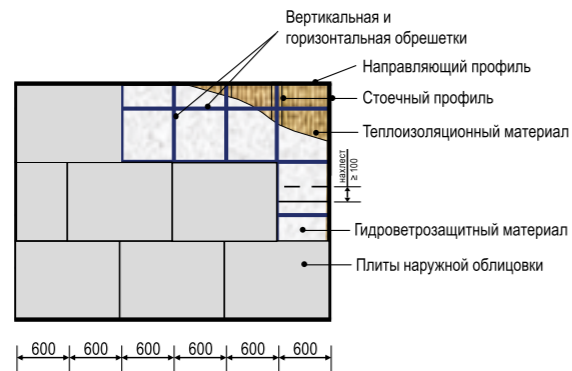 Вертикальная и
горизонтальная обрешетки
Направляющий профиль
Стоечный профиль
Теплоизоляционный материал
нахлест
≥ 100
Гидроветрозащитный материал
Плиты наружной облицовки
600 600 600 600 600 600